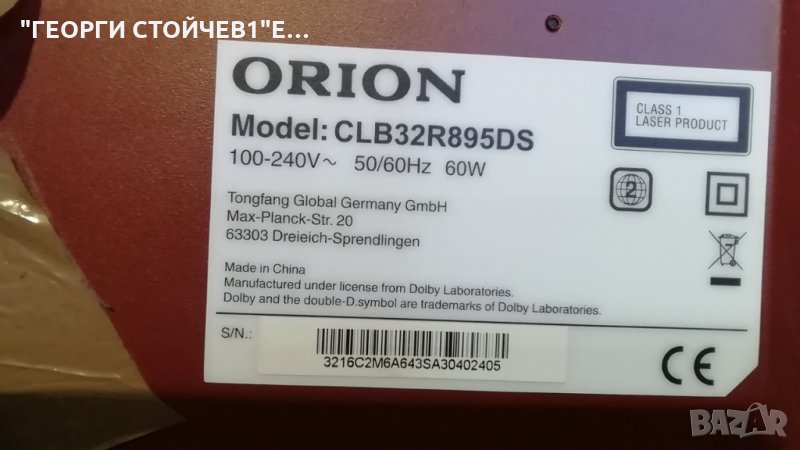 "ГЕОРГИ СТОЙЧЕВ1"Е...
ORION
Model: CLB32R895DS
100-240V~ 50/60Hz 60W
CLASS 1
LASER PRODUCT
2
Tongfang Global Germany GmbH
Max-Planck-Str. 20
63303 Dreieich-Sprendlingen
Made in China
Manufactured under license from Dolby Laboratories.
Dolby and the double-D.symbol are trademarks of Dolby Laboratories.
S/N.:
3216C2M6A643SA30402405
CE
BAZAR